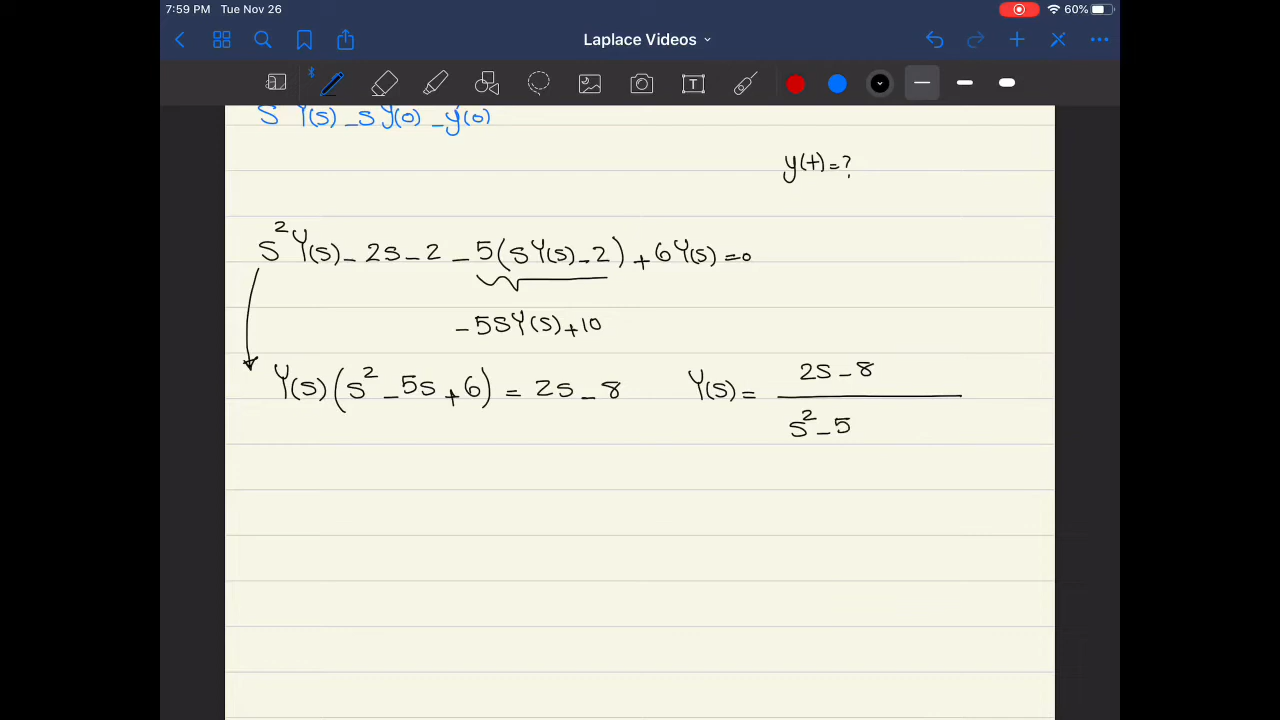 7:59 PM Tue Nov 26
60%
Laplace Videos
S Y(s) - sy(0) - y'(0)
y(t) = ?
s²Y(s) - 2s - 2 - 5(sY(s) - 2) + 6Y(s) = 0
- 5sY(s) + 10
Y(s)(s² - 5s + 6) = 2s - 8
Y(s) =
2s - 8
s² - 5